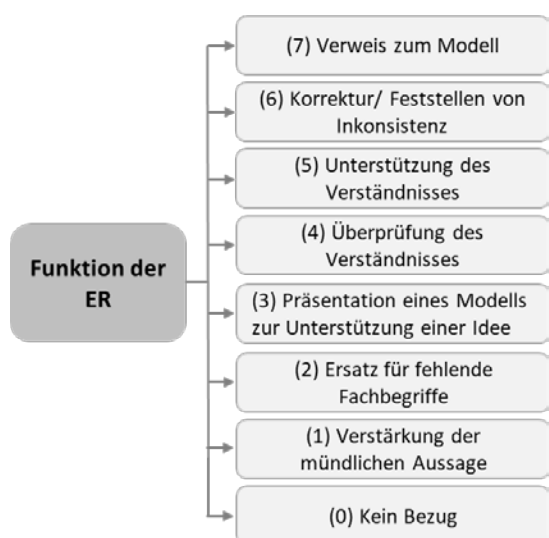 (7) Verweis zum Modell
(6) Korrektur/ Feststellen von
Inkonsistenz
(5) Unterstützung des
Verständnisses
(4) Überprüfung des
Verständnisses
Funktion der
ER
(3) Präsentation eines Modells
zur Unterstützung einer Idee
(2) Ersatz für fehlende
Fachbegriffe
(1) Verstärkung der
mündlichen Aussage
(0) Kein Bezug